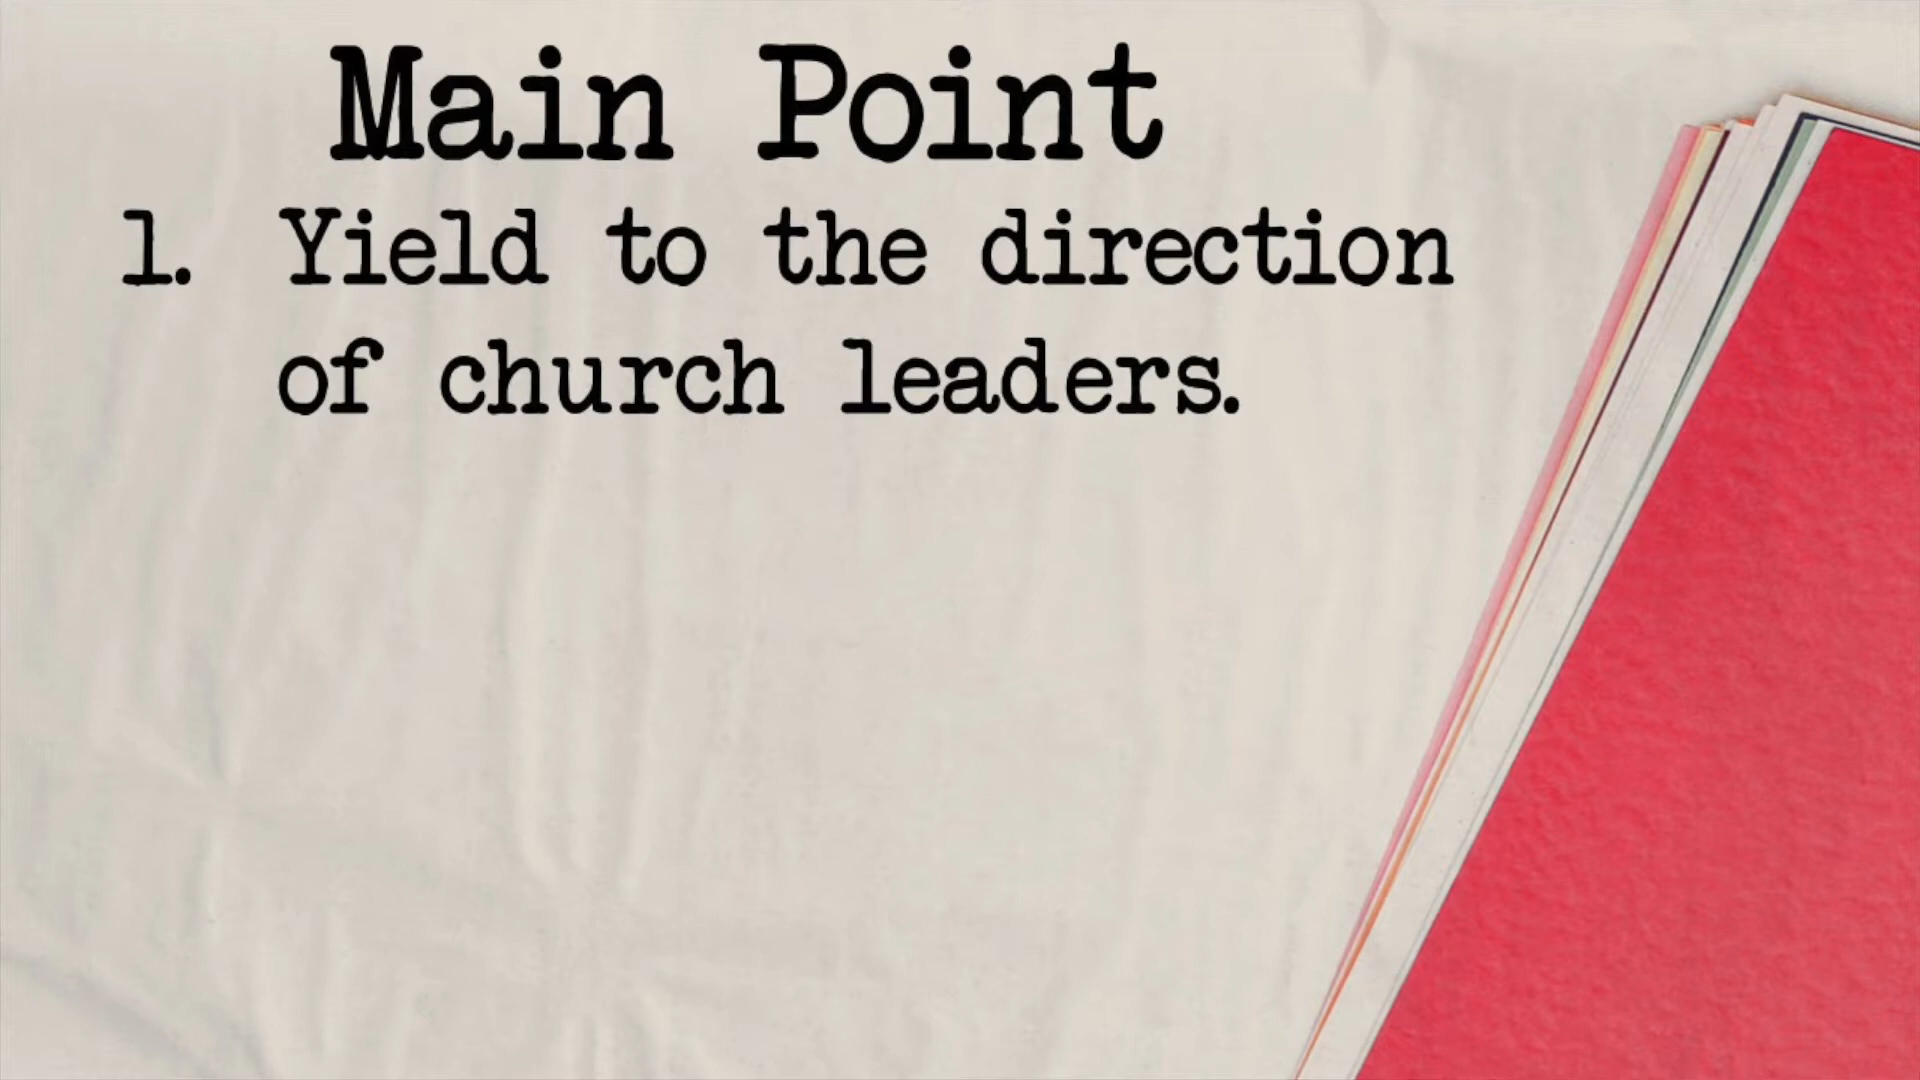 Main Point
1. Yield to the direction
of church leaders.